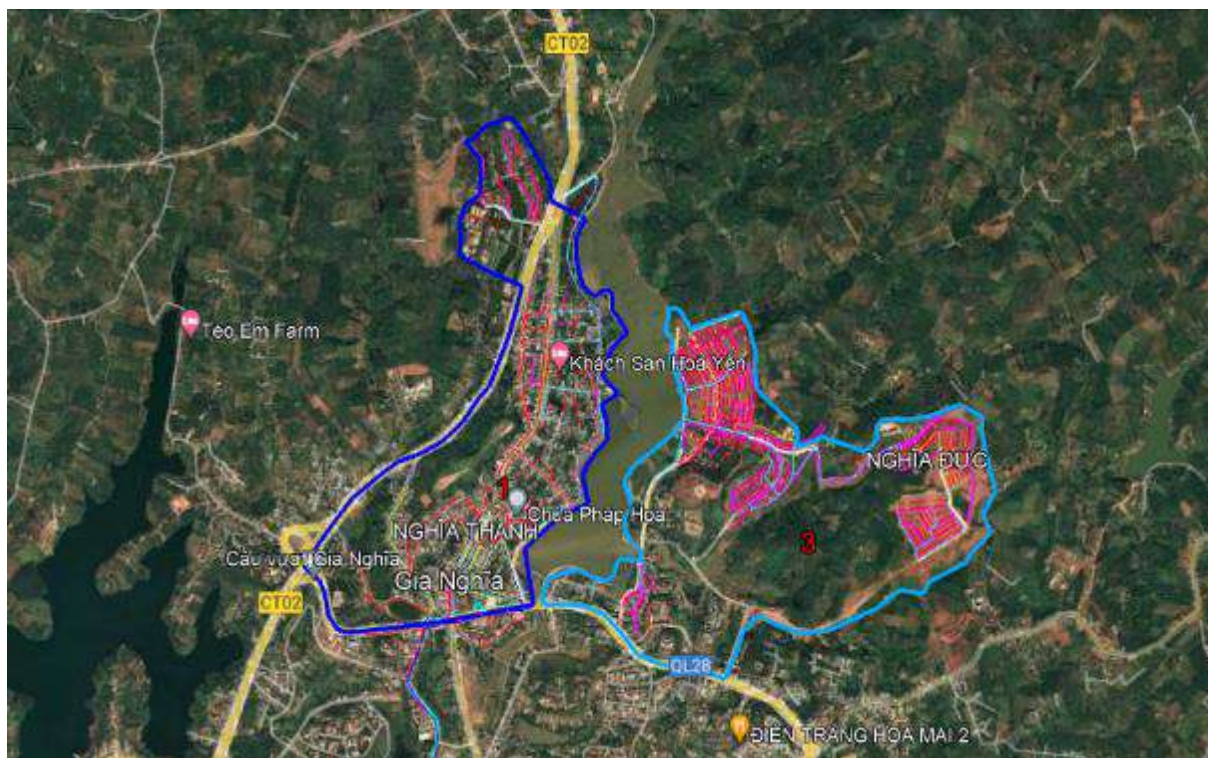 CT02
Teo Em Farm
Khách Sạn Hoà Yến
NGHĨA ĐỨC
1
Chùa Pháp Hoa
NGHĨA THÀNH
3
Cầu vượt Gia Nghĩa
Gia Nghĩa
CT02
QL28
ĐIỀN TRANG HOA MAI 2